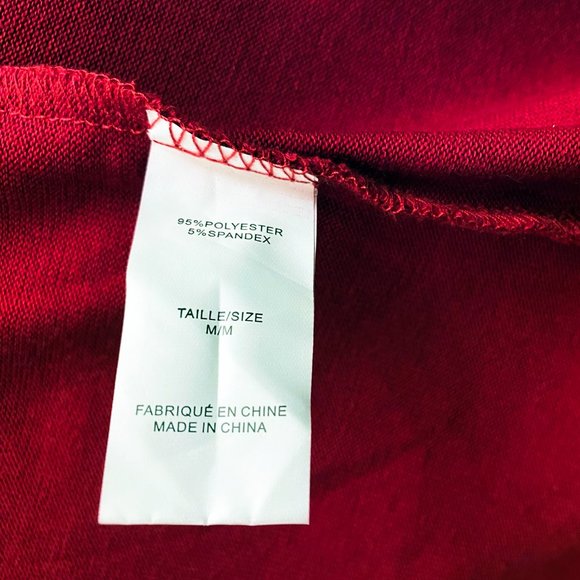 95%POLYESTER
5%SPANDEX
TAILLE/SIZE
M/M
FABRIQUÉ EN CHINE
MADE IN CHINA